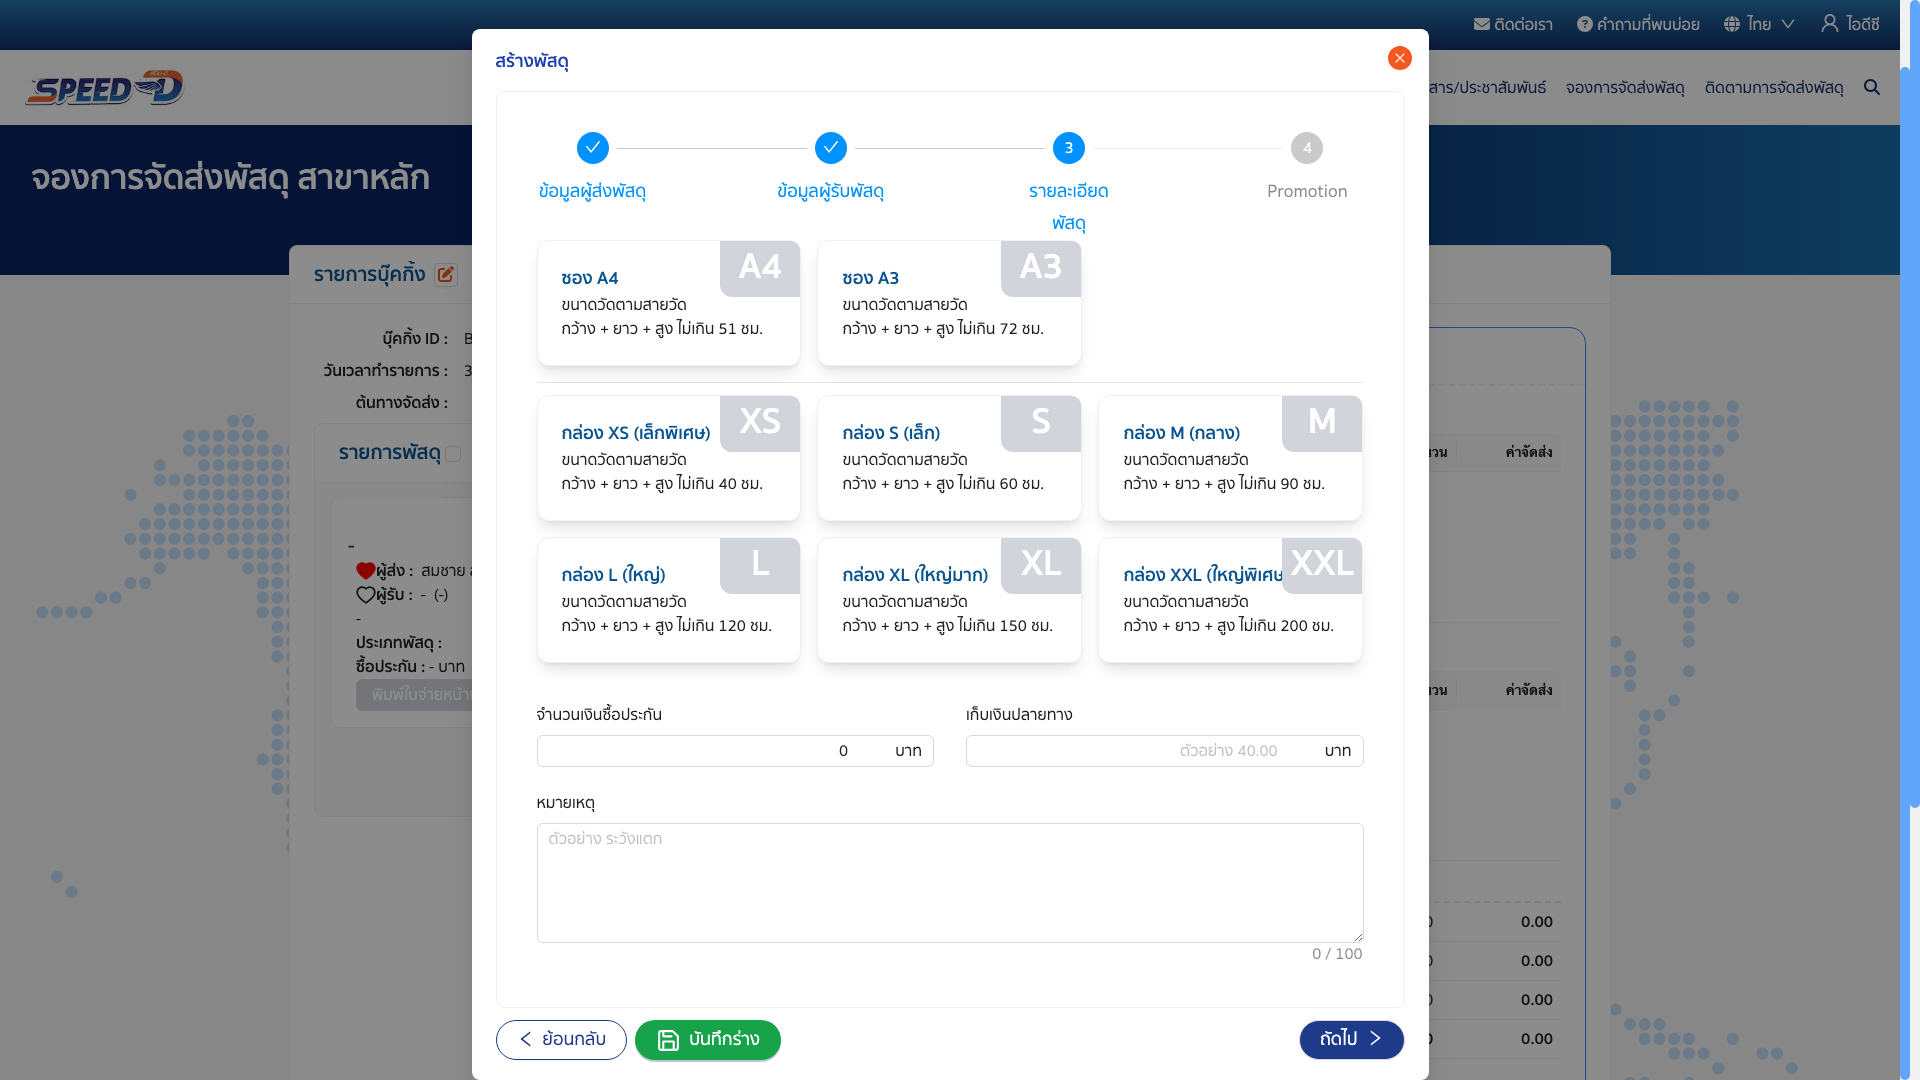 ติดต่อเรา
คำถามที่พบบ่อย
ไทย
ไอดีซี
SPEED-D
สาร/ประชาสัมพันธ์
จองการจัดส่งพัสดุ
ติดตามการจัดส่งพัสดุ
จองการจัดส่งพัสดุ สาขาหลัก
รายการบุ๊คกิ้ง
บุ๊คกิ้ง ID :
วันเวลาทำรายการ : 3
ต้นทางจัดส่ง :
รายการพัสดุ
-
ผู้ส่ง : สมชาย
ผู้รับ : - (-)
-
ประเภทพัสดุ :
ซื้อประกัน : - บาท
พิมพ์ใบจ่ายหน้า
สร้างพัสดุ
3
4
ข้อมูลผู้ส่งพัสดุ
ข้อมูลผู้รับพัสดุ
รายละเอียด
พัสดุ
Promotion
ซอง A4
A4
ขนาดวัดตามสายวัด
กว้าง + ยาว + สูง ไม่เกิน 51 ซม.
ซอง A3
A3
ขนาดวัดตามสายวัด
กว้าง + ยาว + สูง ไม่เกิน 72 ซม.
กล่อง XS (เล็กพิเศษ)
XS
ขนาดวัดตามสายวัด
กว้าง + ยาว + สูง ไม่เกิน 40 ซม.
กล่อง S (เล็ก)
S
ขนาดวัดตามสายวัด
กว้าง + ยาว + สูง ไม่เกิน 60 ซม.
กล่อง M (กลาง)
M
ขนาดวัดตามสายวัด
กว้าง + ยาว + สูง ไม่เกิน 90 ซม.
กล่อง L (ใหญ่)
L
ขนาดวัดตามสายวัด
กว้าง + ยาว + สูง ไม่เกิน 120 ซม.
กล่อง XL (ใหญ่มาก)
XL
ขนาดวัดตามสายวัด
กว้าง + ยาว + สูง ไม่เกิน 150 ซม.
กล่อง XXL (ใหญ่พิเศษ
XXL
ขนาดวัดตามสายวัด
กว้าง + ยาว + สูง ไม่เกิน 200 ซม.
จำนวนเงินซื้อประกัน
0 บาท
เก็บเงินปลายทาง
ตัวอย่าง 40.00 บาท
หมายเหตุ
ตัวอย่าง ระวังแตก
0 / 100
ย้อนกลับ
บันทึกร่าง
ถัดไป
ค่าจัดส่ง
ค่าจัดส่ง
0.00
0.00
0.00
0.00